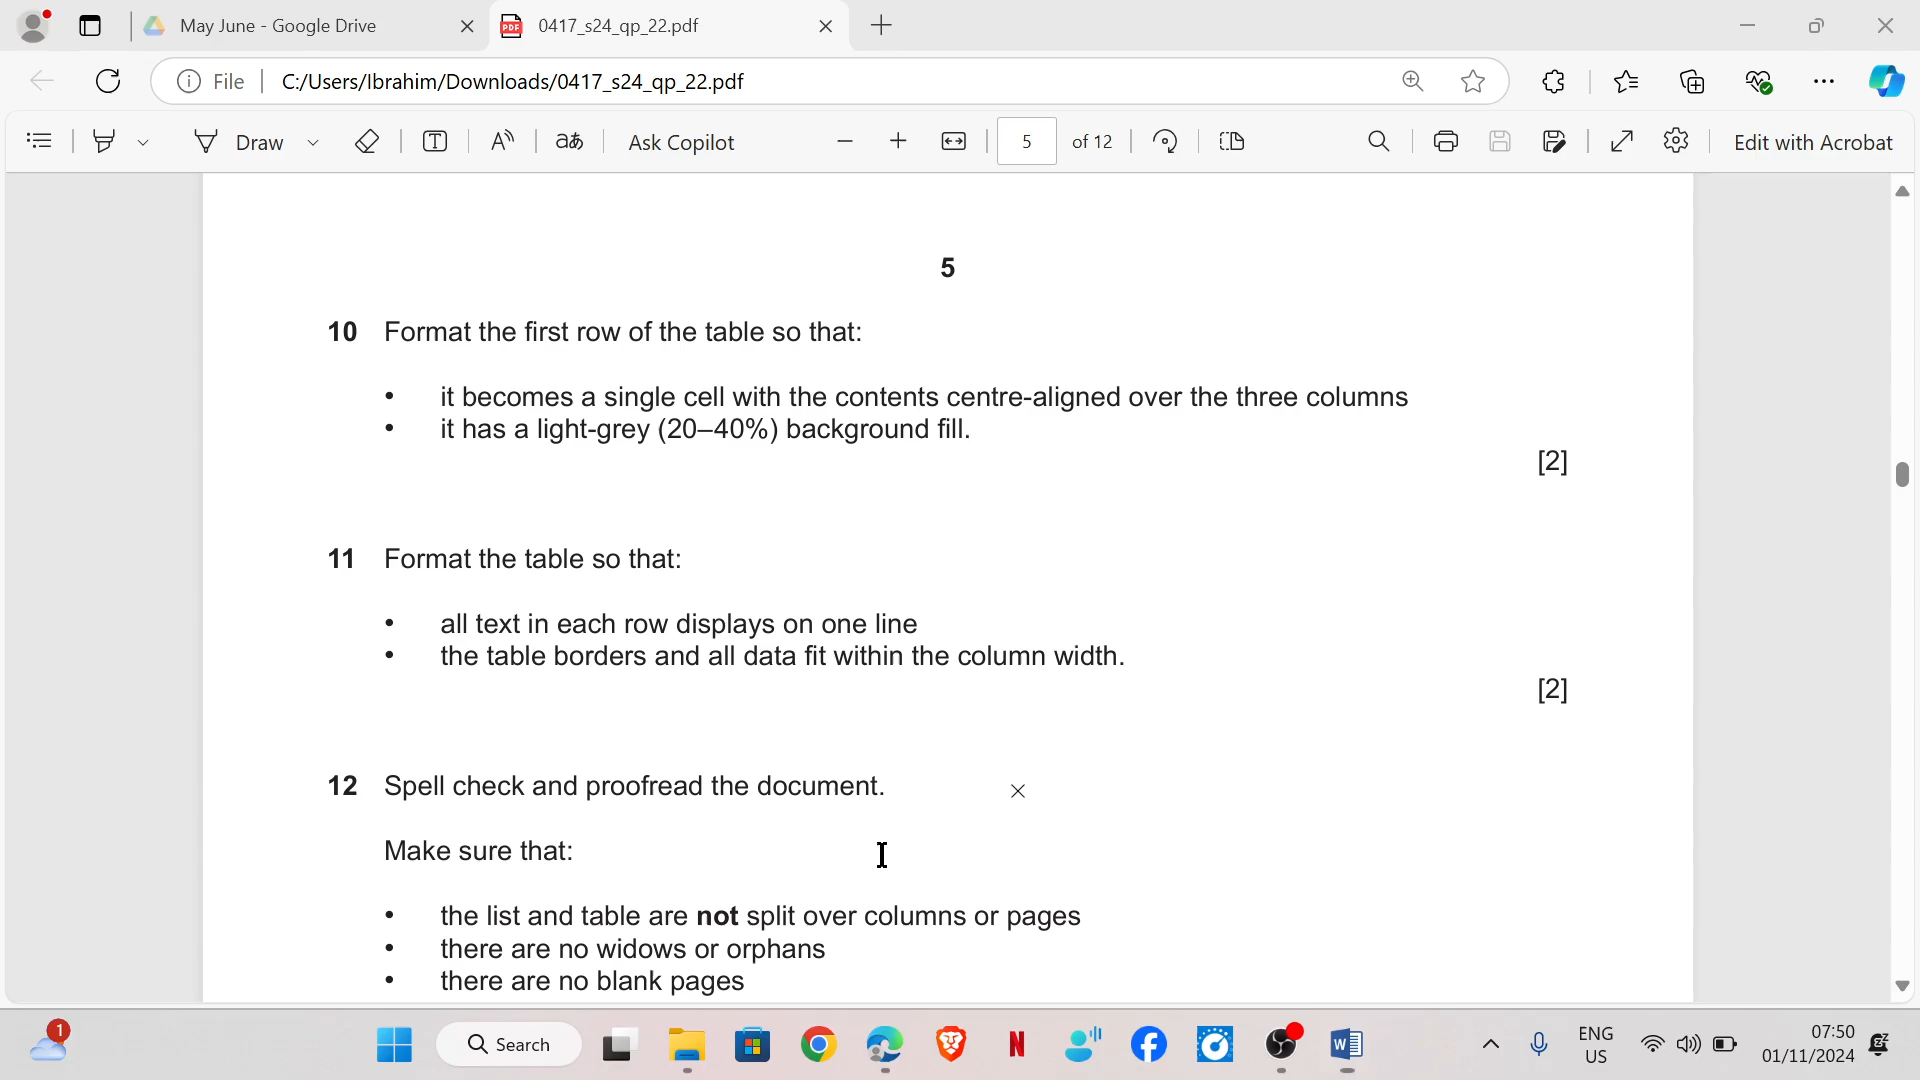 May June - Google Drive
0417_s24_qp_22.pdf
File
C:/Users/Ibrahim/Downloads/0417_s24_qp_22.pdf
Draw
aあ
Ask Copilot
5
of 12
Edit with Acrobat
5
10 Format the first row of the table so that:
• it becomes a single cell with the contents centre-aligned over the three columns
• it has a light-grey (20–40%) background fill.
[2]
11 Format the table so that:
• all text in each row displays on one line
• the table borders and all data fit within the column width.
[2]
12 Spell check and proofread the document.
Make sure that:
• the list and table are not split over columns or pages
• there are no widows or orphans
• there are no blank pages
1
Search
ENG
US
07:50
01/11/2024